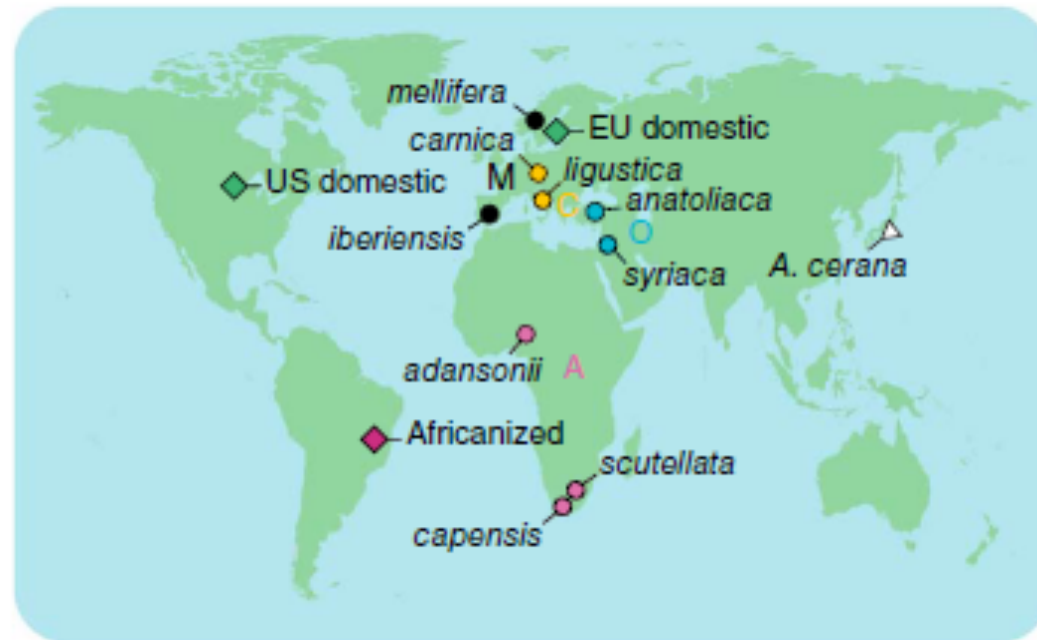 mellifera
EU domestic
carnica
ligustica
US domestic
M
C
anatoliaca
iberiensis
O
syriaca
A. cerana
adansonii
A
Africanized
scutellata
capensis